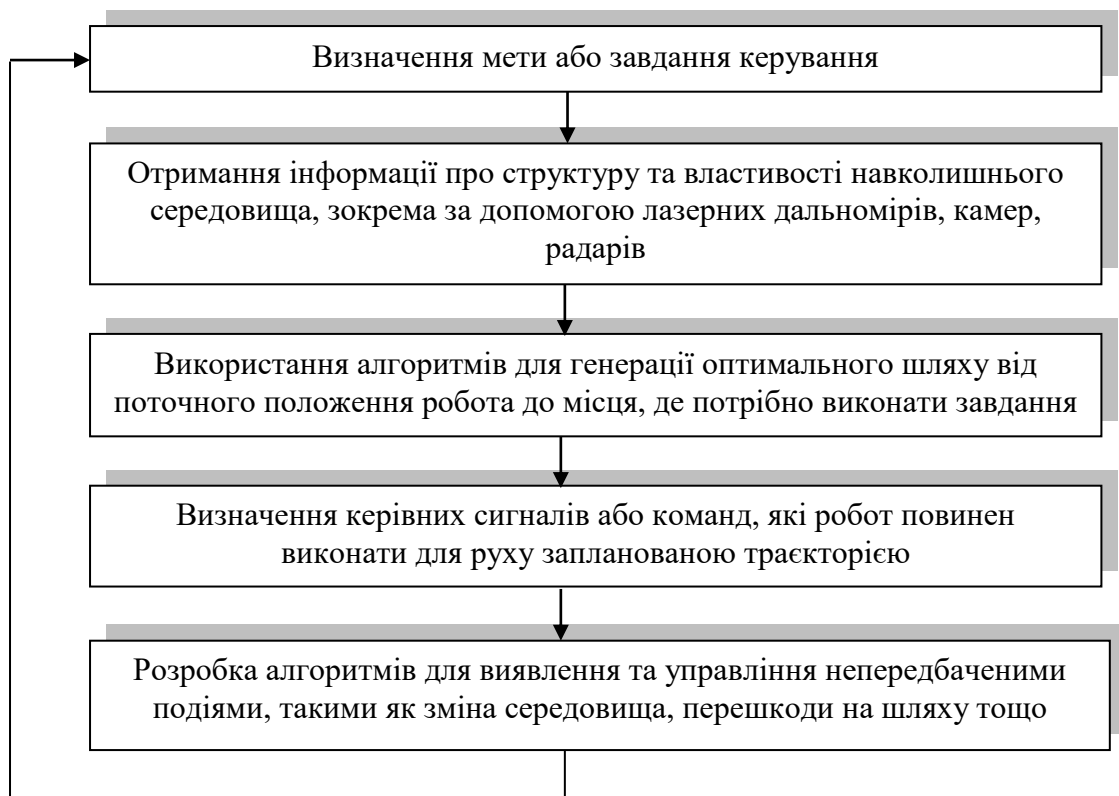 Визначення мети або завдання керування
Отримання інформації про структуру та властивості навколишнього
середовища, зокрема за допомогою лазерних дальномірів, камер,
радарів
Використання алгоритмів для генерації оптимального шляху від
поточного положення робота до місця, де потрібно виконати завдання
Визначення керівних сигналів або команд, які робот повинен
виконати для руху запланованою траєкторією
Розробка алгоритмів для виявлення та управління непередбаченими
подіями, такими як зміна середовища, перешкоди на шляху тощо